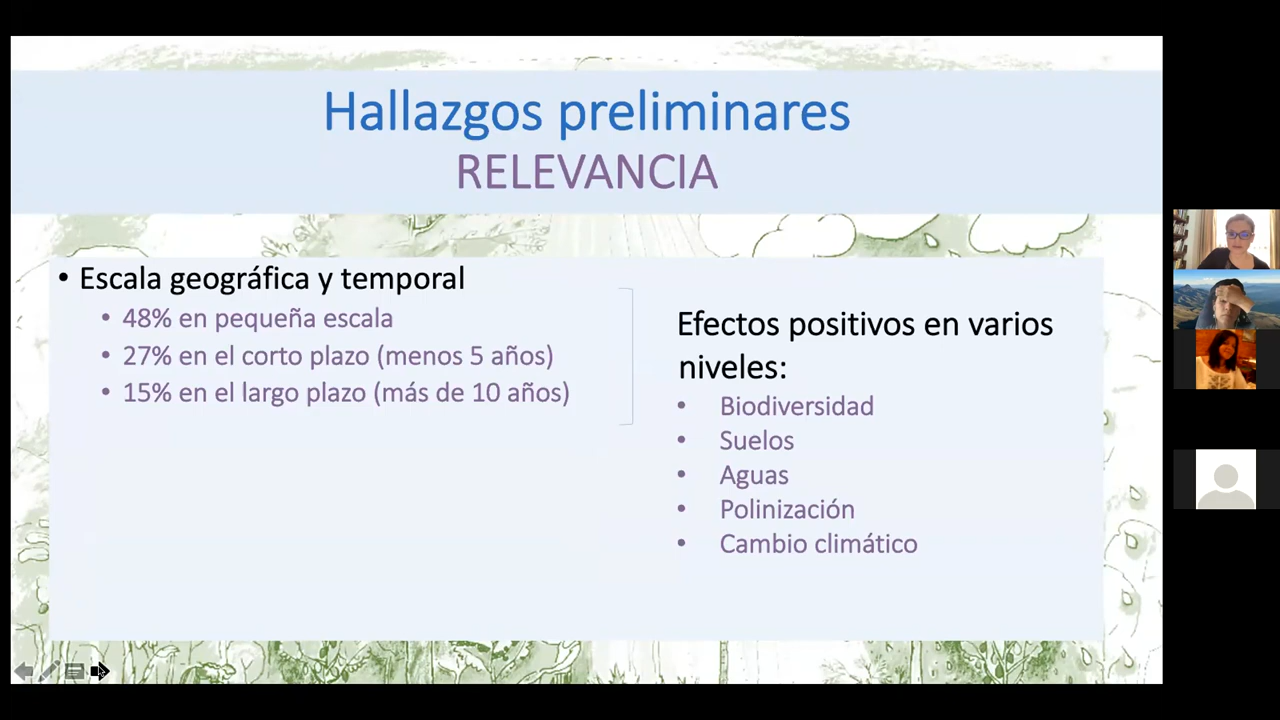 Hallazgos preliminares
RELEVANCIA
• Escala geográfica y temporal
• 48% en pequeña escala
• 27% en el corto plazo (menos 5 años)
• 15% en el largo plazo (más de 10 años)
Efectos positivos en varios
niveles:
• Biodiversidad
• Suelos
• Aguas
• Polinización
• Cambio climático